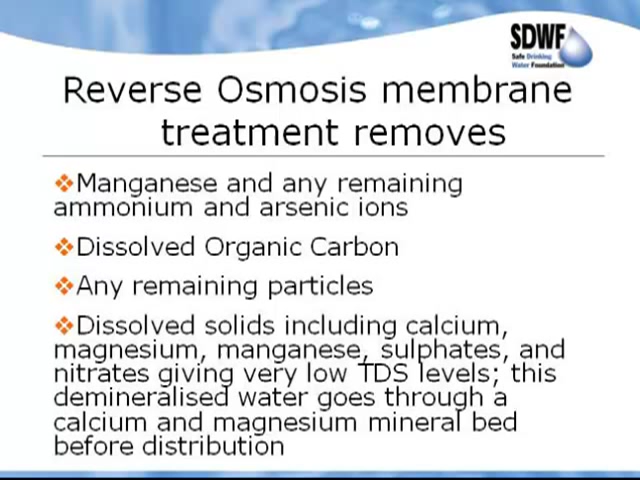 SDWF
Safe Drinking
Water Foundation
Reverse Osmosis membrane
treatment removes
❖Manganese and any remaining
ammonium and arsenic ions
❖Dissolved Organic Carbon
❖Any remaining particles
❖Dissolved solids including calcium,
magnesium, manganese, sulphates, and
nitrates giving very low TDS levels; this
demineralised water goes through a
calcium and magnesium mineral bed
before distribution